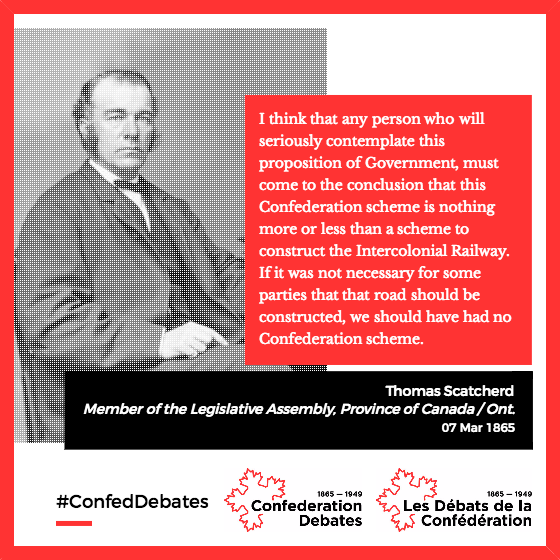 I think that any person who will
seriously contemplate this
proposition of Government, must
come to the conclusion that this
Confederation scheme is nothing
more or less than a scheme to
construct the Intercolonial Railway.
If it was not necessary for some
parties that that road should be
constructed, we should have had no
Confederation scheme.
Thomas Scatcherd
Member of the Legislative Assembly, Province of Canada / Ont.
07 Mar 1865
#ConfedDebates
1865 — 1949
Confederation
Debates
1865 — 1949
Les Débats de la
Confédération